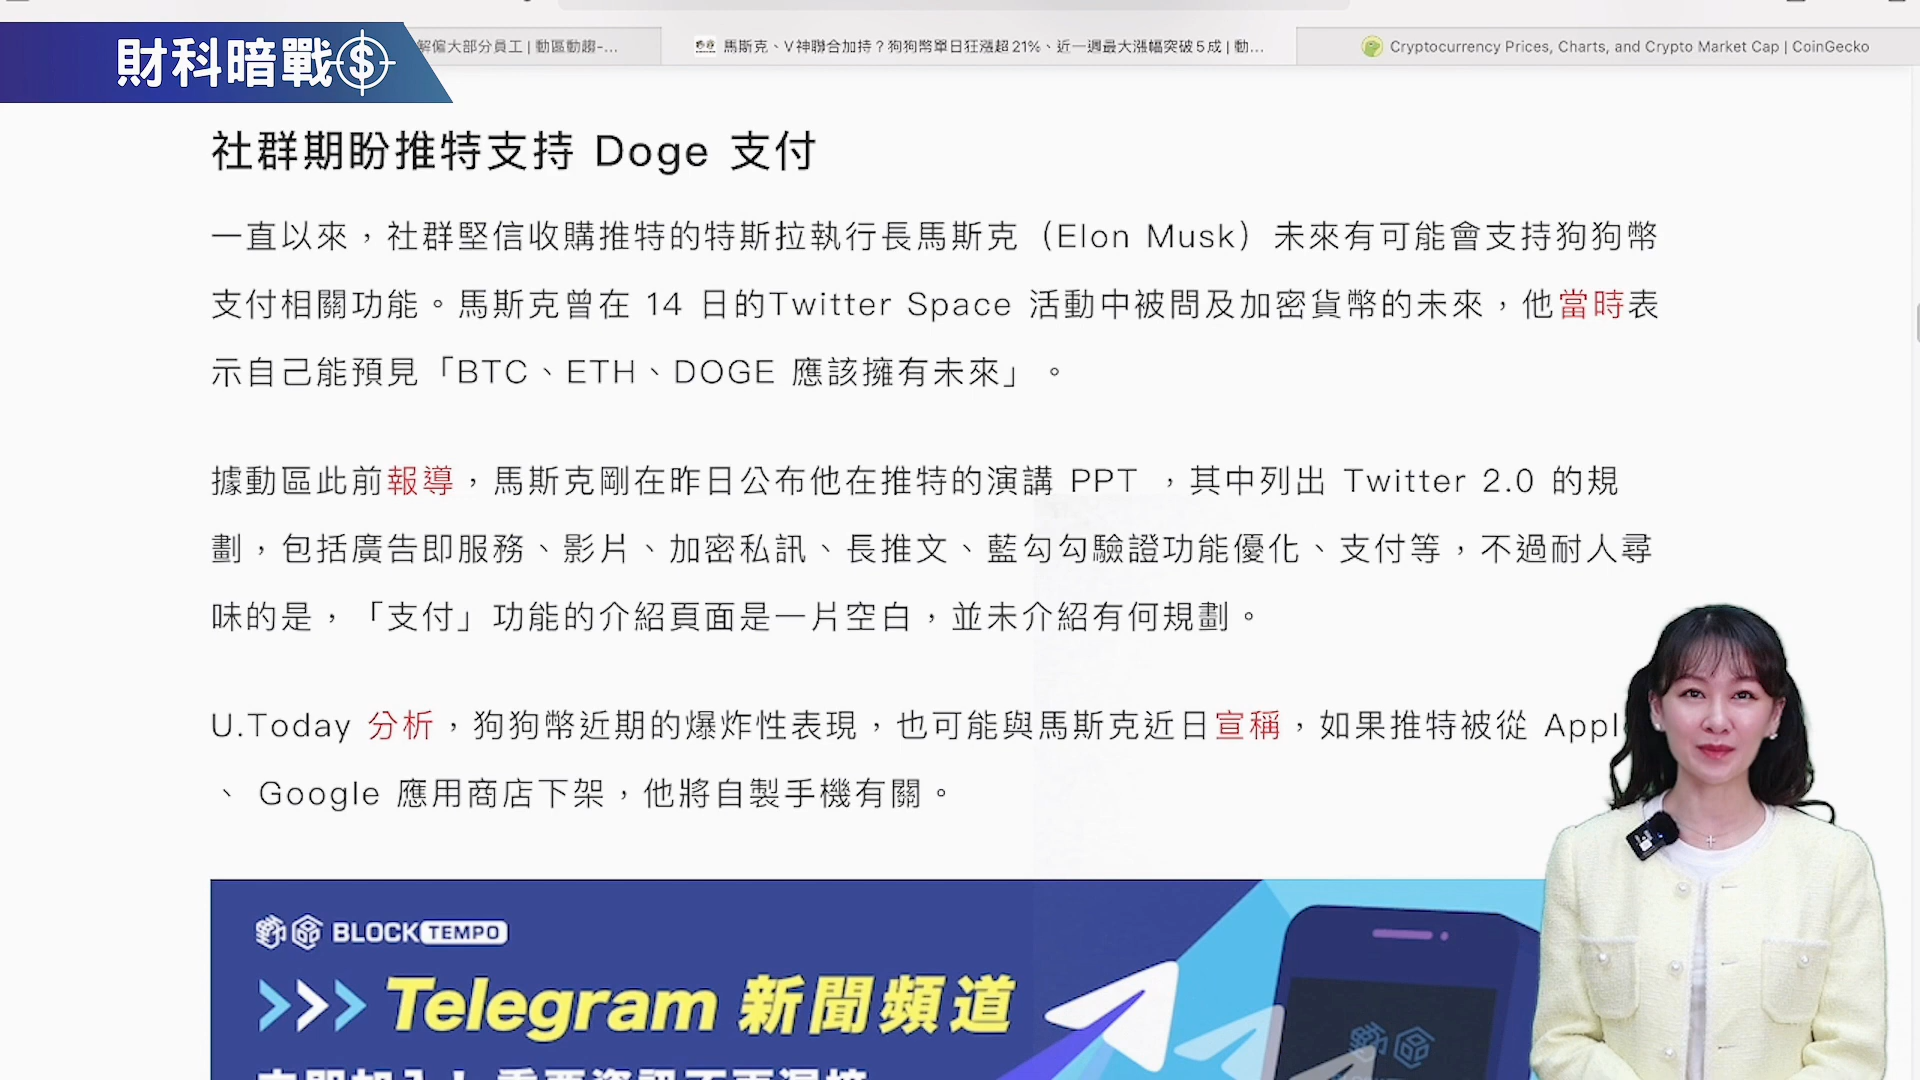 財科暗戰
解僱大部分員工 | 動區動趨-...
馬斯克、V神聯合加持？狗狗幣單日狂漲超21%、近一週最大漲幅突破5成 | 動...
Cryptocurrency Prices, Charts, and Crypto Market Cap | CoinGecko
社群期盼推特支持 Doge 支付
一直以來，社群堅信收購推特的特斯拉執行長馬斯克（Elon Musk）未來有可能會支持狗狗幣
支付相關功能。馬斯克曾在 14 日的Twitter Space 活動中被問及加密貨幣的未來，他當時表
示自己能預見「BTC、ETH、DOGE 應該擁有未來」。
據動區此前報導，馬斯克剛在昨日公布他在推特的演講 PPT ，其中列出 Twitter 2.0 的規
劃，包括廣告即服務、影片、加密私訊、長推文、藍勾勾驗證功能優化、支付等，不過耐人尋
味的是，「支付」功能的介紹頁面是一片空白，並未介紹有何規劃。
U.Today 分析，狗狗幣近期的爆炸性表現，也可能與馬斯克近日宣稱，如果推特被從 Appl
、 Google 應用商店下架，他將自製手機有關。
動區 BLOCKTEMPO
>>> Telegram 新聞頻道
動區